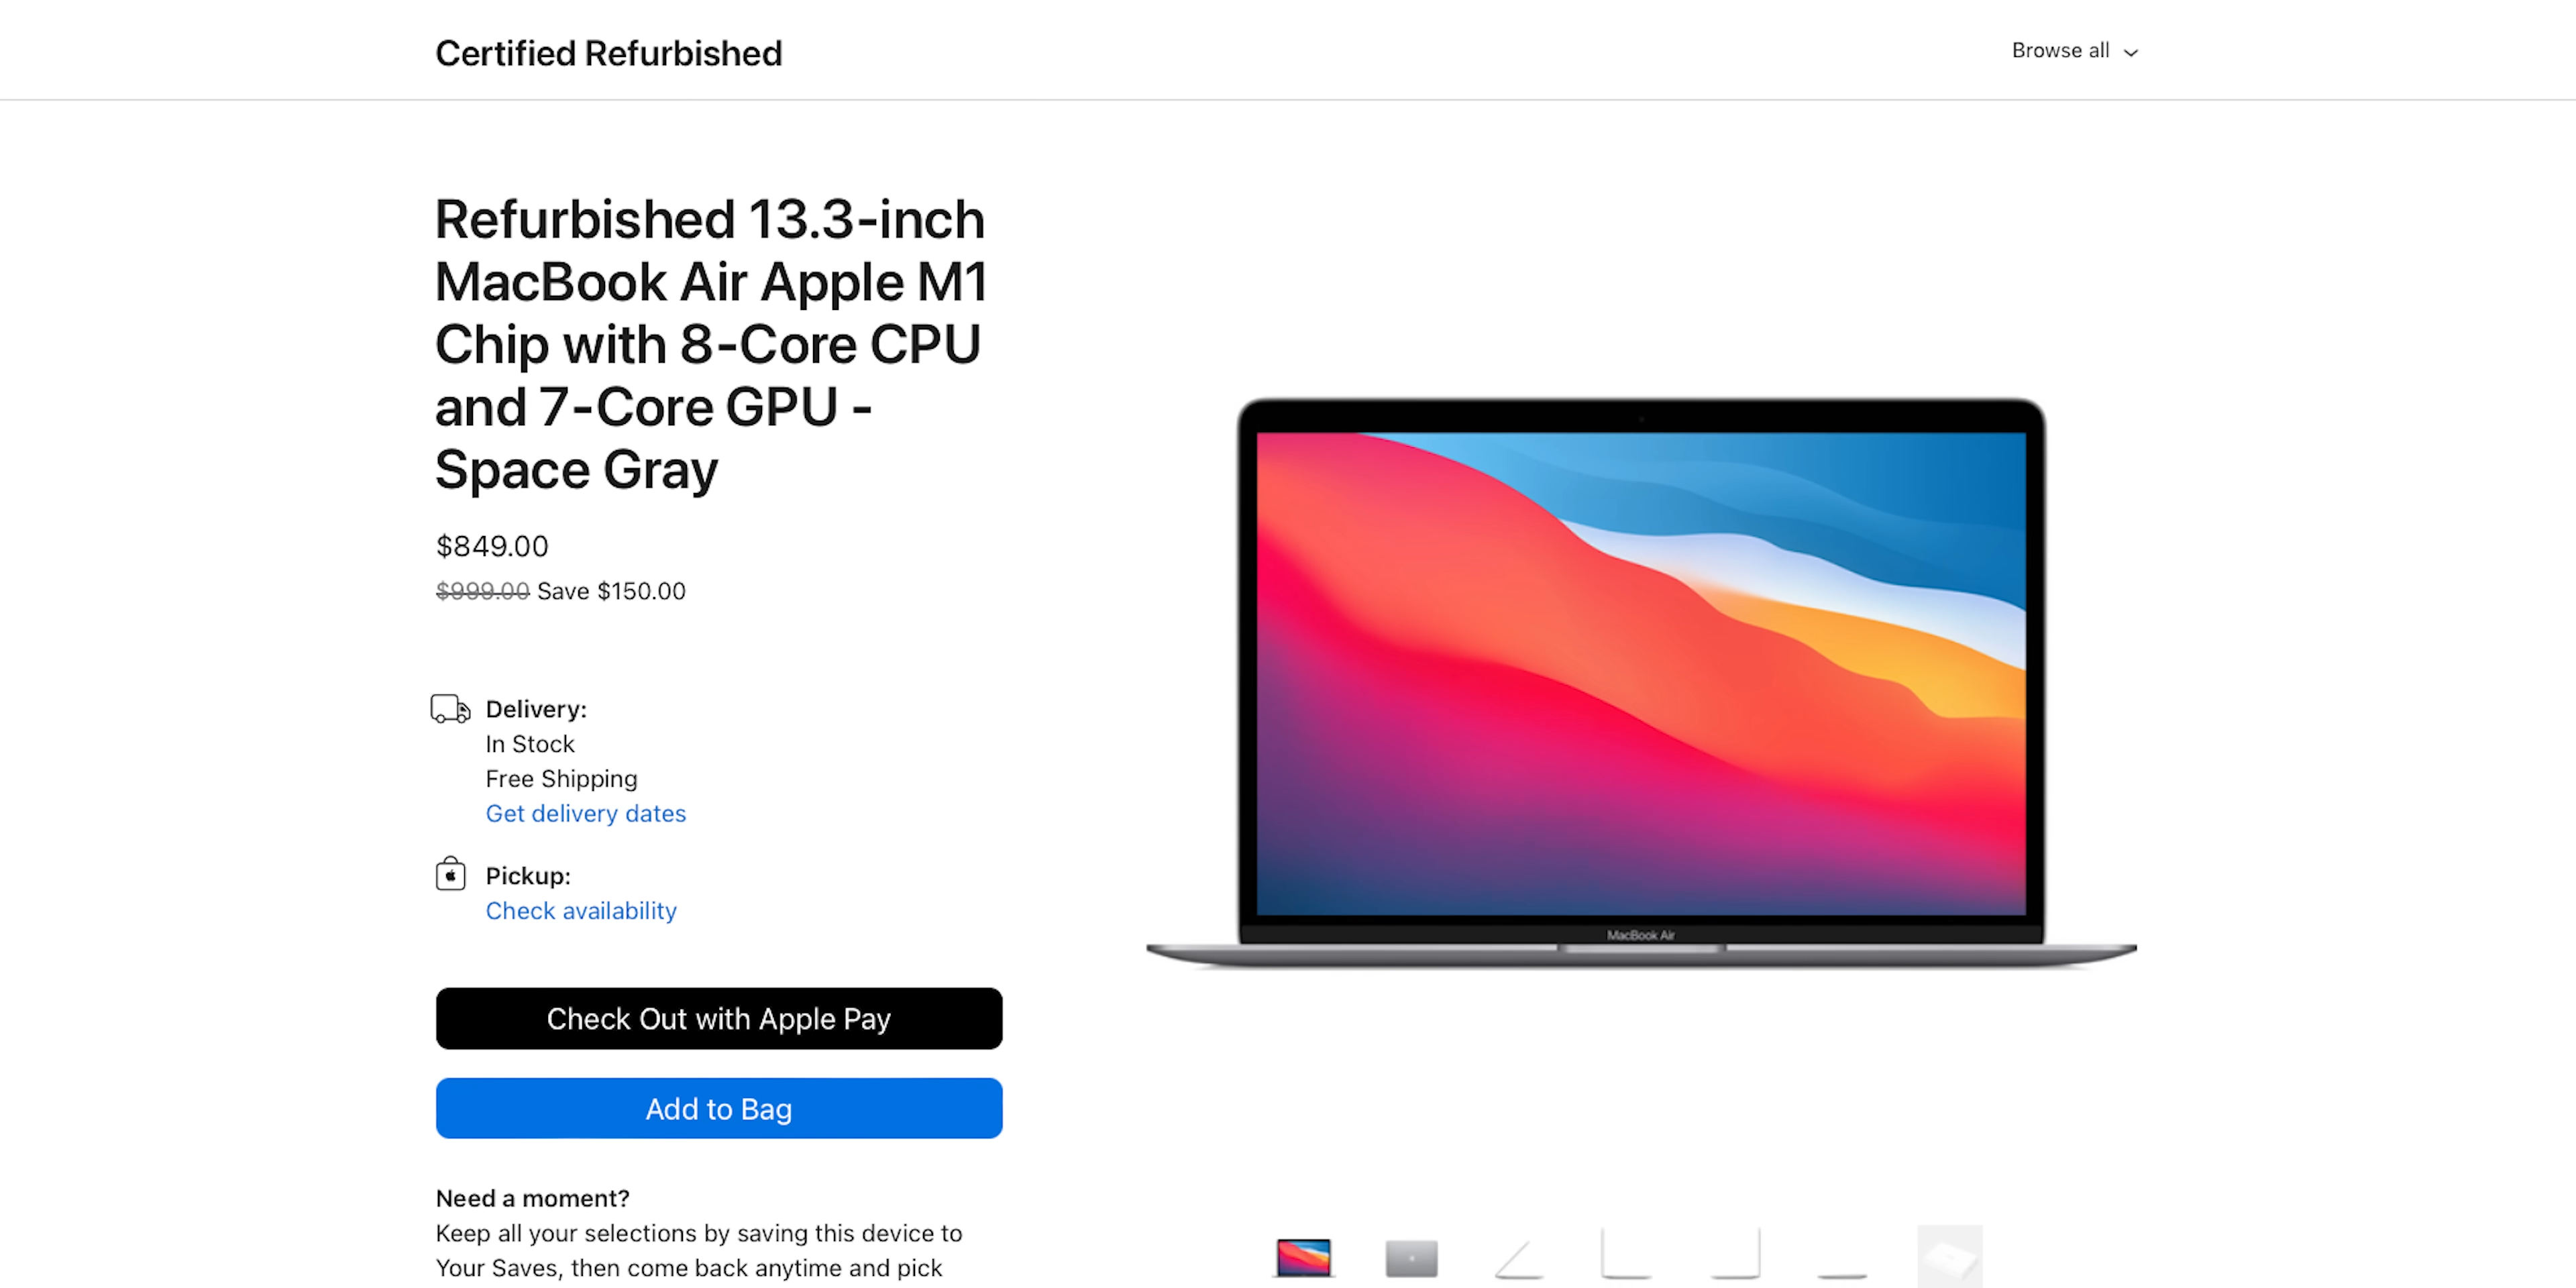 Certified Refurbished
Browse all
Refurbished 13.3-inch
MacBook Air Apple M1
Chip with 8-Core CPU
and 7-Core GPU -
Space Gray
$849.00
$999.00 Save $150.00
Delivery:
In Stock
Free Shipping
Get delivery dates
Pickup:
Check availability
Check Out with Apple Pay
Add to Bag
Need a moment?
Keep all your selections by saving this device to
Your Saves, then come back anytime and pick
MacBook Air